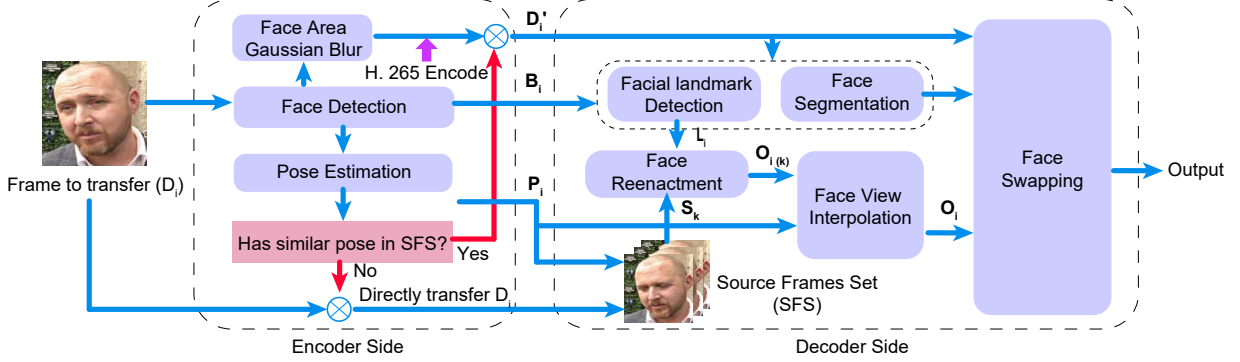 Face Area
Gaussian Blur
H. 265 Encode
Face Detection
Pose Estimation
Has similar pose in SFS?
Yes
No
Frame to transfer (Di)
Directly transfer D
Encoder Side
Di'
Bi
Pi
Facial landmark
Detection
Face
Segmentation
Li
Face
Reenactment
Oi (k)
Sk
Face View
Interpolation
Oi
Source Frames Set
(SFS)
Face
Swapping
Output
Decoder Side